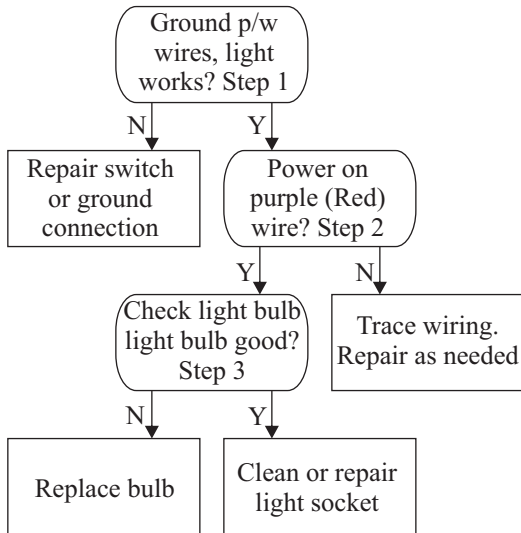 Ground p/w
wires, light
works? Step 1
N
Y
Repair switch
or ground
connection
Power on
purple (Red)
wire? Step 2
Y
N
Check light bulb
light bulb good?
Step 3
Trace wiring.
Repair as needed
N
Y
Replace bulb
Clean or repair
light socket